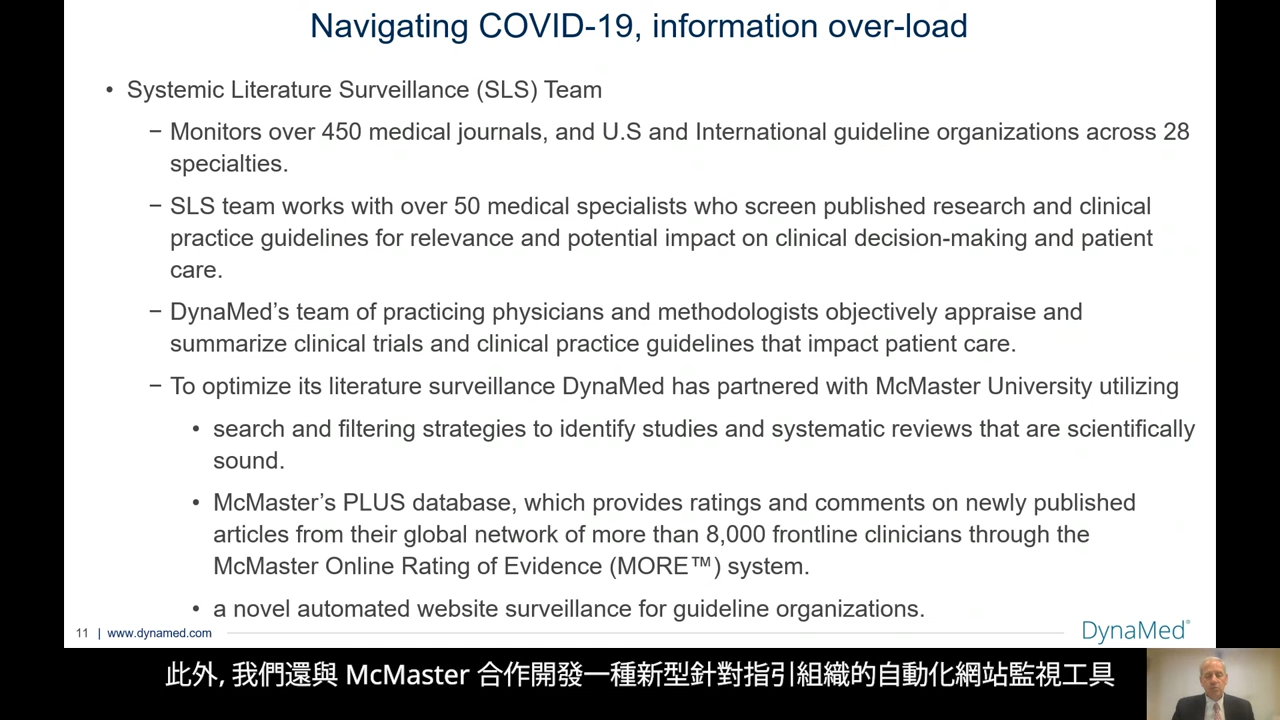 Navigating COVID-19, information over-load
• Systemic Literature Surveillance (SLS) Team
− Monitors over 450 medical journals, and U.S and International guideline organizations across 28
specialties.
− SLS team works with over 50 medical specialists who screen published research and clinical
practice guidelines for relevance and potential impact on clinical decision-making and patient
care.
− DynaMed’s team of practicing physicians and methodologists objectively appraise and
summarize clinical trials and clinical practice guidelines that impact patient care.
− To optimize its literature surveillance DynaMed has partnered with McMaster University utilizing
• search and filtering strategies to identify studies and systematic reviews that are scientifically
sound.
• McMaster’s PLUS database, which provides ratings and comments on newly published
articles from their global network of more than 8,000 frontline clinicians through the
McMaster Online Rating of Evidence (MORE™) system.
• a novel automated website surveillance for guideline organizations.
11 | www.dynamed.com
DynaMed®
此外, 我們還與 McMaster 合作開發一種新型針對指引組織的自動化網站監視工具